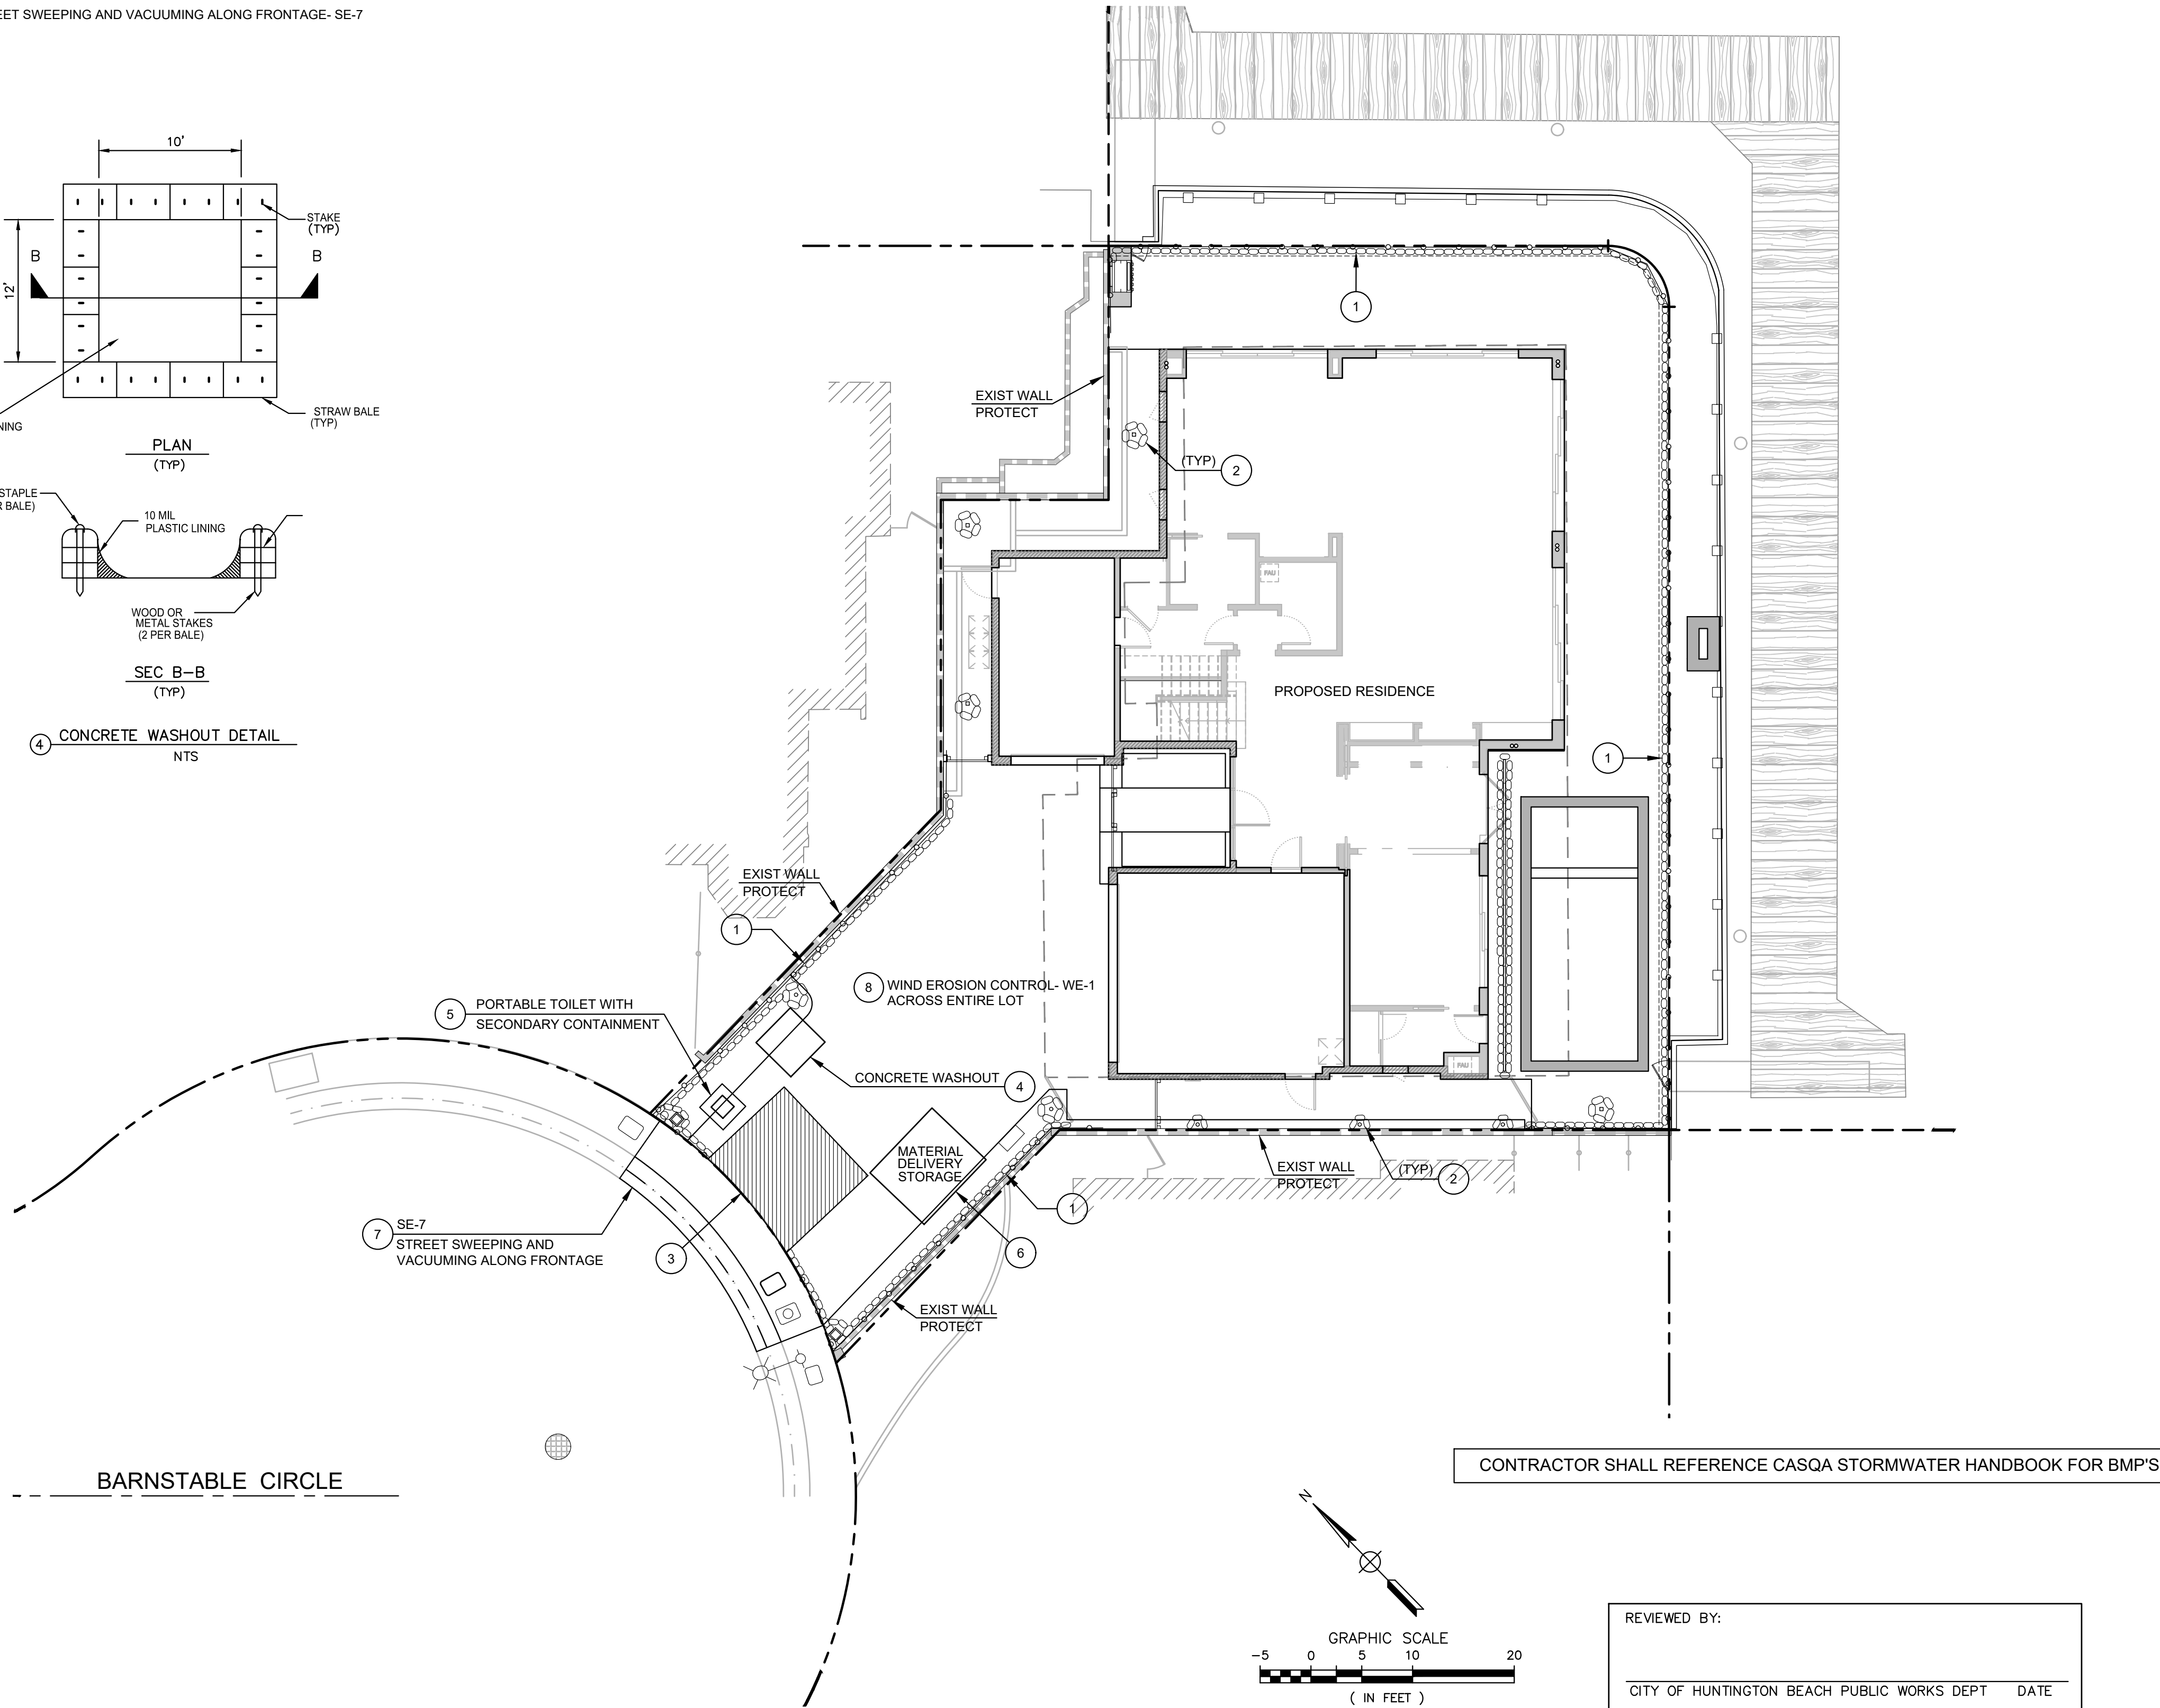 EET SWEEPING AND VACUUMING ALONG FRONTAGE- SE-7
10'
STAKE
(TYP)
B
B
12'
STRAW BALE
(TYP)
NING
PLAN
(TYP)
STAPLE
R BALE)
10 MIL
PLASTIC LINING
WOOD OR
METAL STAKES
(2 PER BALE)
SEC B-B
(TYP)
4 CONCRETE WASHOUT DETAIL
NTS
1
EXIST WALL
PROTECT
(TYP) 2
FAU
PROPOSED RESIDENCE
1
EXIST WALL
PROTECT
1
8 WIND EROSION CONTROL- WE-1
ACROSS ENTIRE LOT
5 PORTABLE TOILET WITH
SECONDARY CONTAINMENT
FAU
CONCRETE WASHOUT 4
MATERIAL
DELIVERY
STORAGE
EXIST WALL
PROTECT
(TYP) 2
1
7 SE-7
STREET SWEEPING AND
VACUUMING ALONG FRONTAGE
3
6
EXIST WALL
PROTECT
BARNSTABLE CIRCLE
CONTRACTOR SHALL REFERENCE CASQA STORMWATER HANDBOOK FOR BMP'S
N
GRAPHIC SCALE
-5 0 5 10 20
( IN FEET )
REVIEWED BY:
CITY OF HUNTINGTON BEACH PUBLIC WORKS DEPT DATE